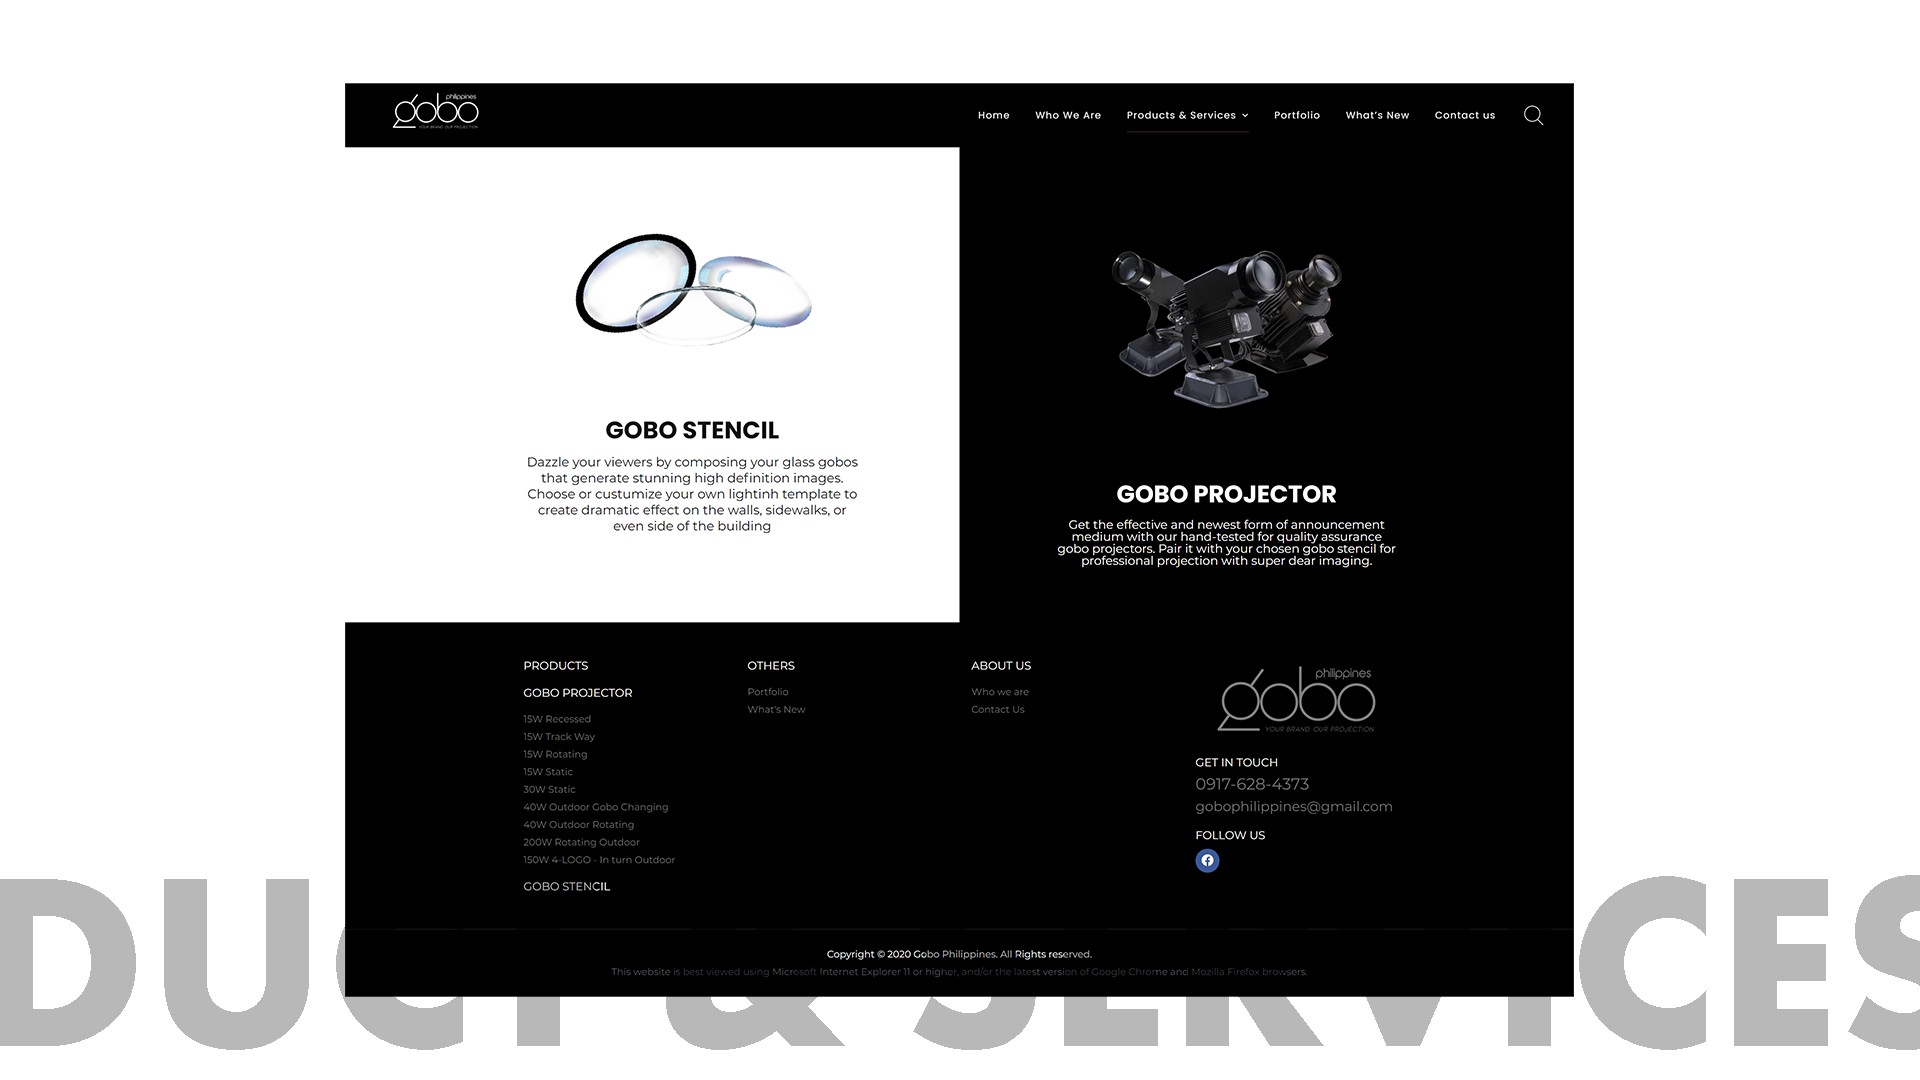 philippines
gobo
YOUR BRAND. OUR PROJECTION
Home
Who We Are
Products & Services
Portfolio
What's New
Contact us
GOBO STENCIL
Dazzle your viewers by composing your glass gobos
that generate stunning high definition images.
Choose or custumize your own lightinh template to
create dramatic effect on the walls, sidewalks, or
even side of the building
GOBO PROJECTOR
Get the effective and newest form of announcement
medium with our hand-tested for quality assurance
gobo projectors. Pair it with your chosen gobo stencil for
professional projection with super dear imaging.
PRODUCTS
GOBO PROJECTOR
15W Recessed
15W Track Way
15W Rotating
15W Static
30W Static
40W Outdoor Gobo Changing
40W Outdoor Rotating
200W Rotating Outdoor
150W 4-LOGO - In turn Outdoor
GOBO STENCIL
OTHERS
Portfolio
What's New
ABOUT US
Who we are
Contact Us
philippines
gobo
YOUR BRAND. OUR PROJECTION
GET IN TOUCH
0917-628-4373
gobophilippines@gmail.com
FOLLOW US
Copyright © 2020 Gobo Philippines. All Rights reserved.
This website is best viewed using Microsoft Internet Explorer 11 or higher, and/or the latest version of Google Chrome and Mozilla Firefox browsers.
DUCT & SERVICES